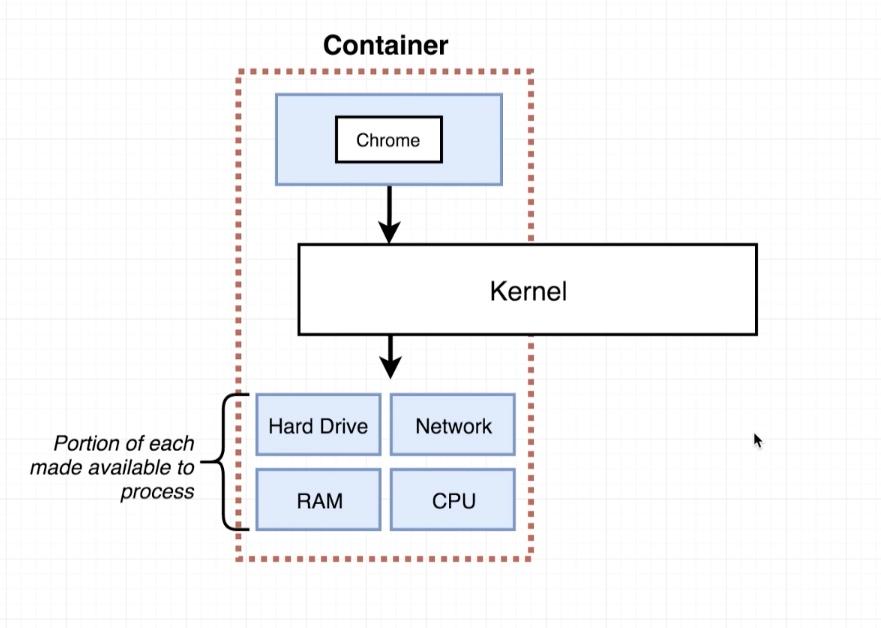 Container
Chrome
Kernel
Hard Drive
Network
Portion of each
made available to
process
RAM
CPU